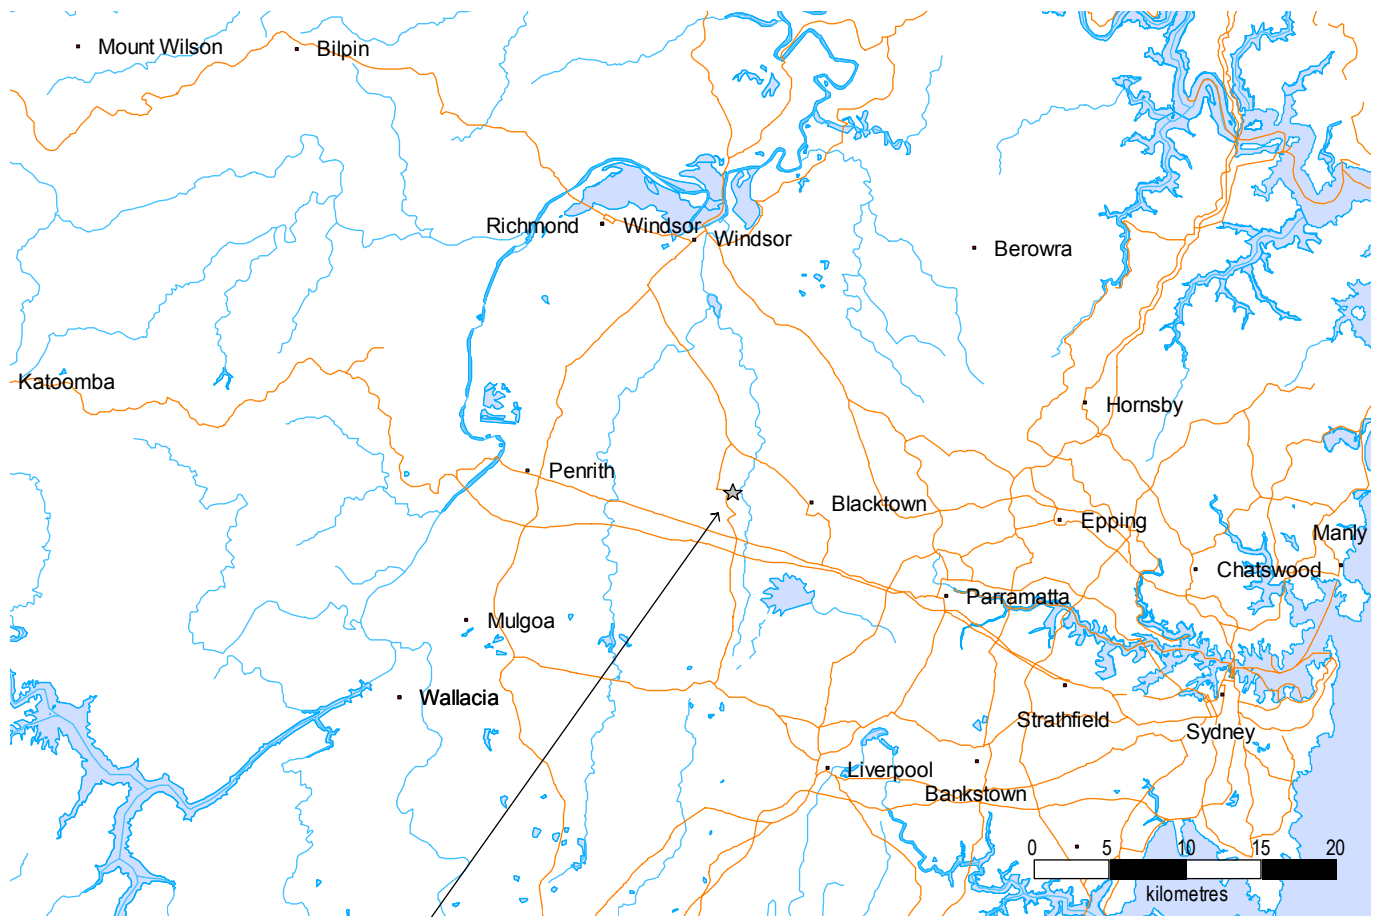 Mount Wilson
Bilpin
Richmond
Windsor
Windsor
Berowra
Katoomba
Hornsby
Penrith
Blacktown
Epping
Manly
Chatswood
Parramatta
Mulgoa
Wallacia
Strathfield
Sydney
Liverpool
Bankstown
0 5 10 15 20
kilometres